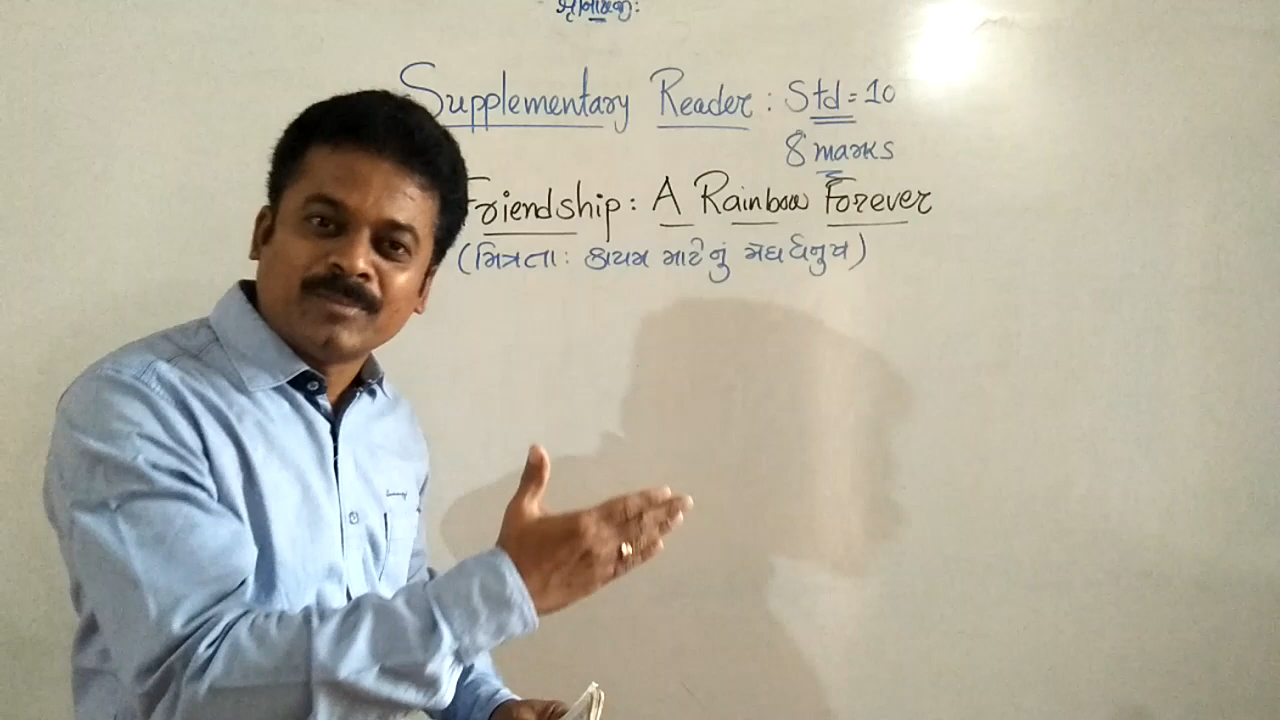 Supplementary Reader : Std = 10
8 marks
Friendship : A Rainbow Forever
(મિત્રતા : કાયમ માટેનું મેઘધનુષ)